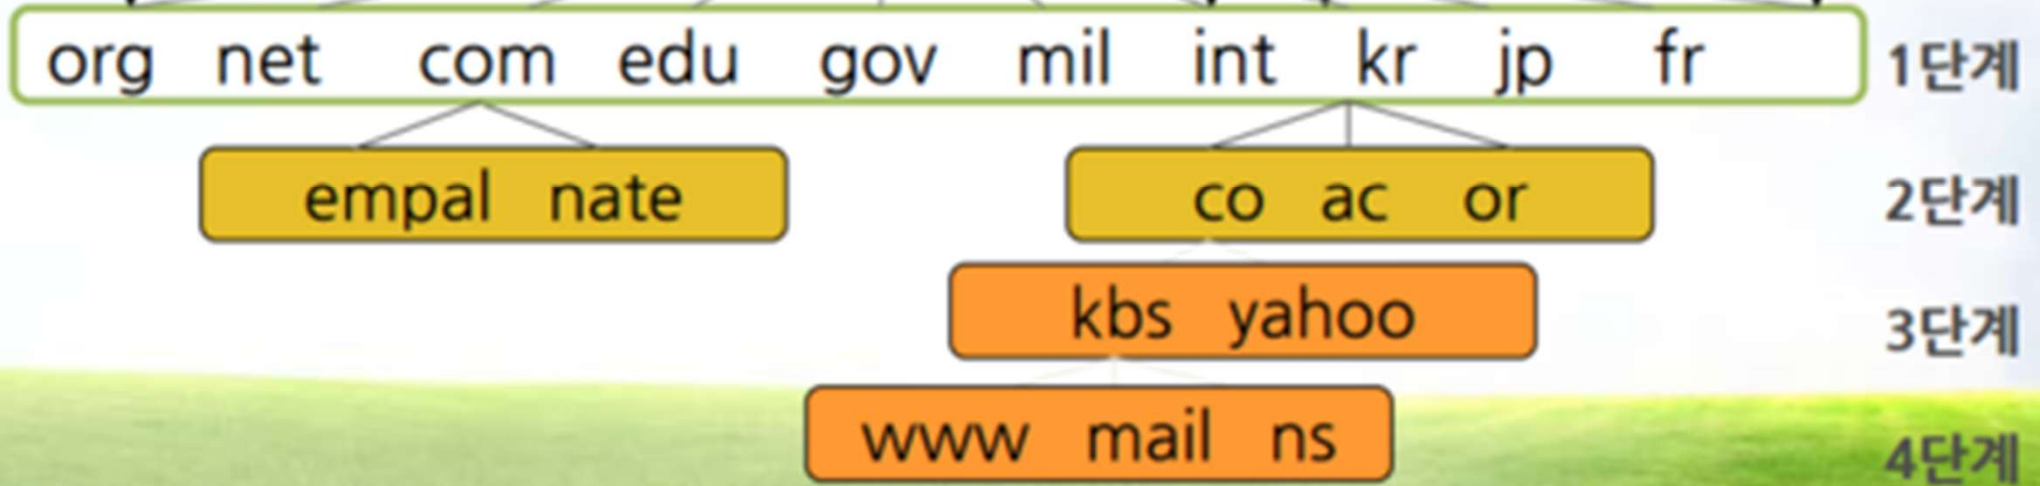 org net com edu gov mil int kr jp fr 1단계
empal nate co ac or 2단계
kbs yahoo 3단계
www mail ns 4단계